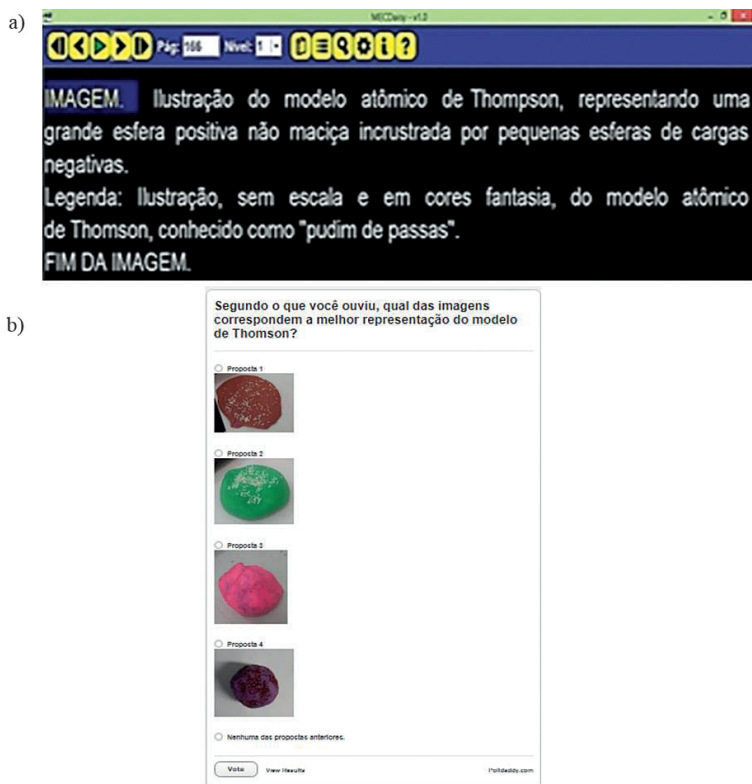 a)
MECDaisy - v1.0
Pág: 166 Nível: 1
IMAGEM. Ilustração do modelo atômico de Thompson, representando uma
grande esfera positiva não maciça incrustrada por pequenas esferas de cargas
negativas.
Legenda: Ilustração, sem escala e em cores fantasia, do modelo atômico
de Thomson, conhecido como "pudim de passas".
FIM DA IMAGEM.
b)
Segundo o que você ouviu, qual das imagens
correspondem a melhor representação do modelo
de Thomson?
Proposta 1
Proposta 2
Proposta 3
Proposta 4
Nenhuma das propostas anteriores.
Vote View Results Polldaddy.com